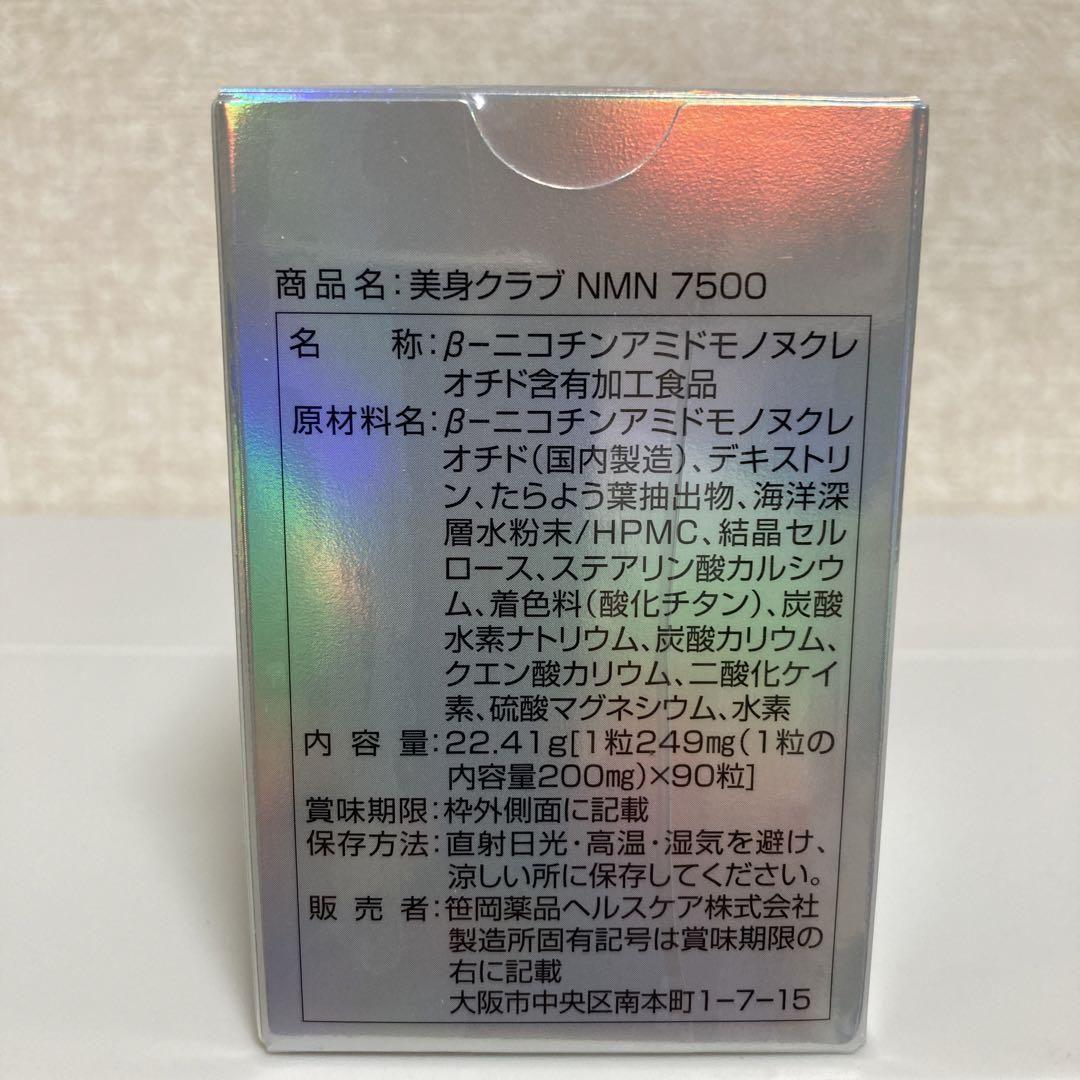 商品名:美身クラブ NMN 7500
名　　称:β-ニコチンアミドモノヌクレ
オチド含有加工食品
原材料名:β-ニコチンアミドモノヌクレ
オチド(国内製造)、デキストリ
ン、たらよう葉抽出物、海洋深
層水粉末/HPMC、結晶セル
ロース、ステアリン酸カルシウ
ム、着色料(酸化チタン)、炭酸
水素ナトリウム、炭酸カリウム、
クエン酸カリウム、二酸化ケイ
素、硫酸マグネシウム、水素
内 容 量:22.41g[1粒249㎎(1粒の
内容量200㎎)×90粒]
賞味期限:枠外側面に記載
保存方法:直射日光・高温・湿気を避け、
涼しい所に保存してください。
販 売 者:笹岡薬品ヘルスケア株式会社
製造所固有記号は賞味期限の
右に記載
大阪市中央区南本町1-7-15